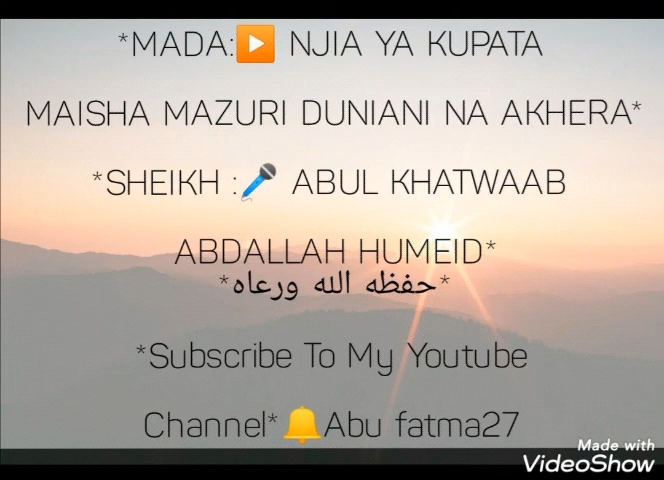 *MADA:▶️ NJIA YA KUPATA
MAISHA MAZURI DUNIANI NA AKHERA*
*SHEIKH :🎤 ABUL KHATWAAB
ABDALLAH HUMEID*
*حفظه الله ورعاه*
*Subscribe To My Youtube
Channel*🔔Abu fatma27
Made with
VideoShow